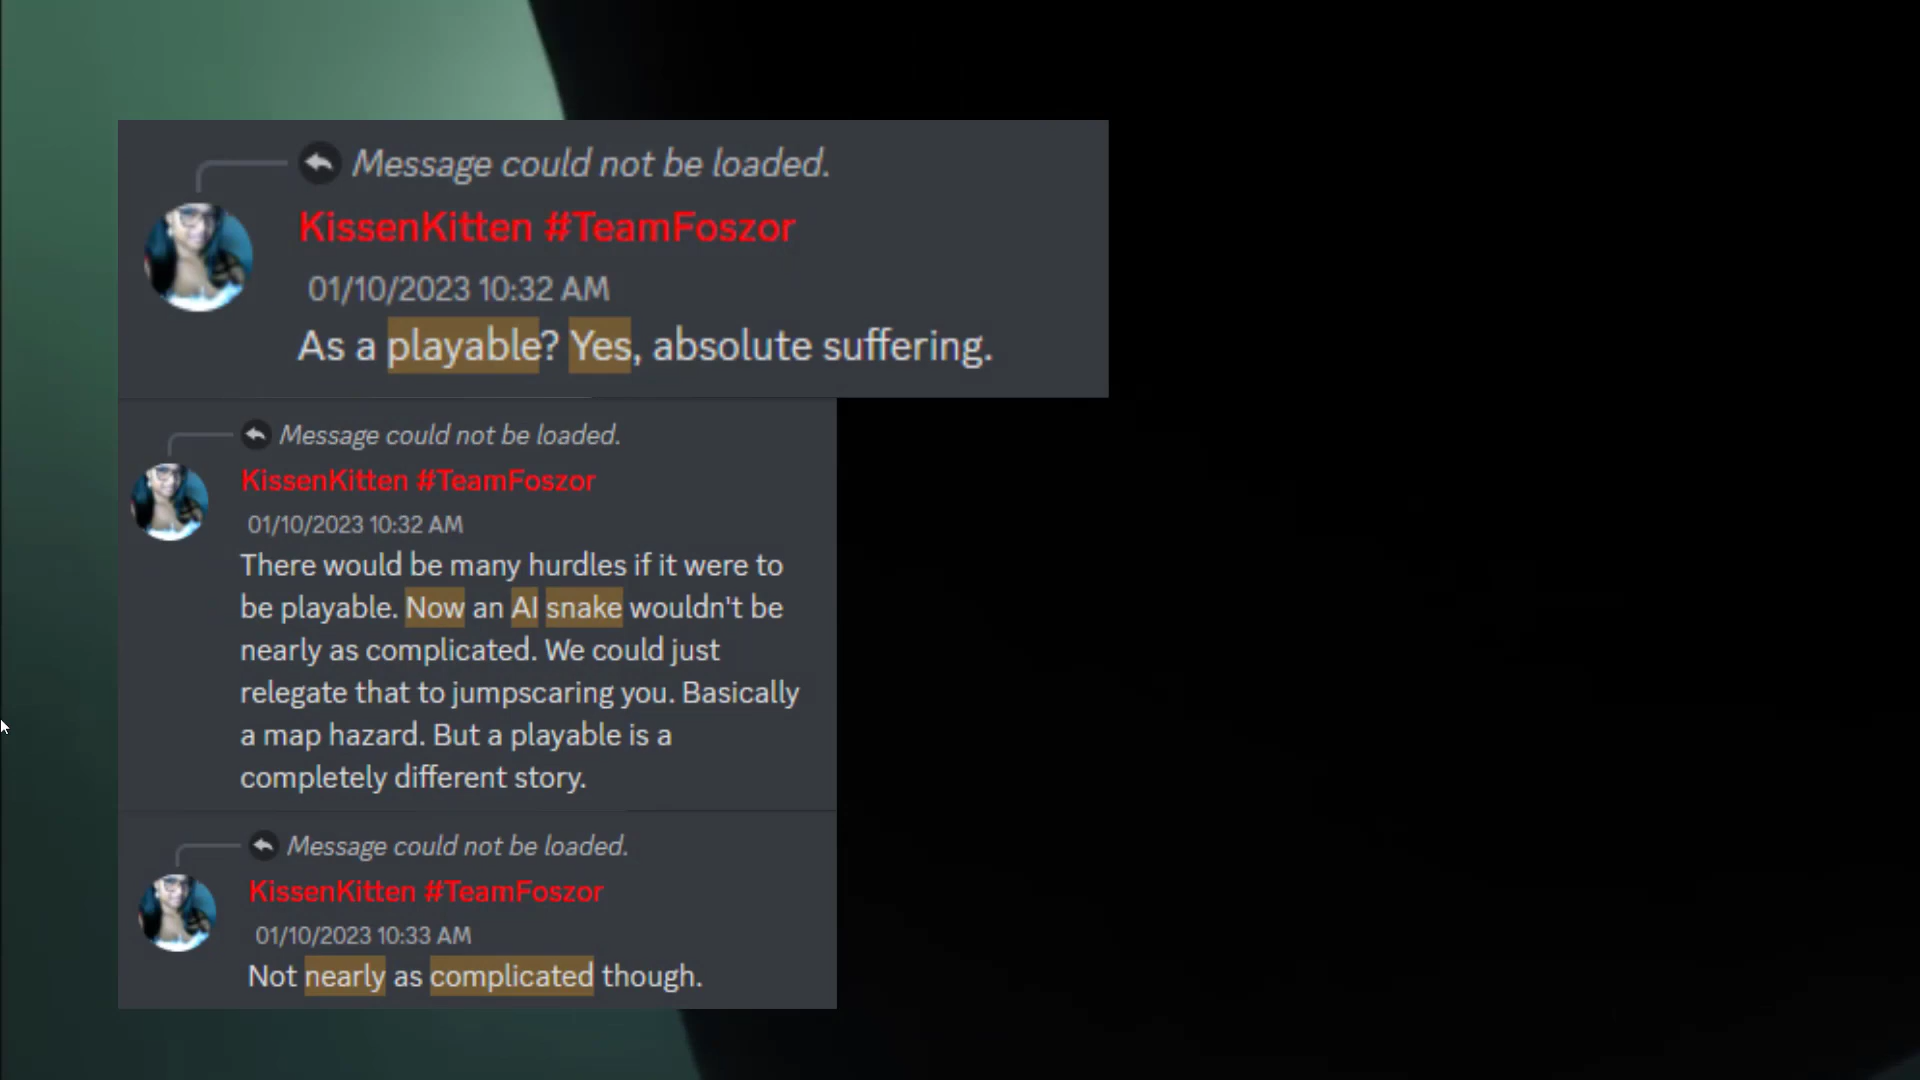 Message could not be loaded.
KissenKitten #TeamFoszor
01/10/2023 10:32 AM
As a playable? Yes, absolute suffering.
Message could not be loaded.
KissenKitten #TeamFoszor
01/10/2023 10:32 AM
There would be many hurdles if it were to
be playable. Now an AI snake wouldn't be
nearly as complicated. We could just
relegate that to jumpscaring you. Basically
a map hazard. But a playable is a
completely different story.
Message could not be loaded.
KissenKitten #TeamFoszor
01/10/2023 10:33 AM
Not nearly as complicated though.